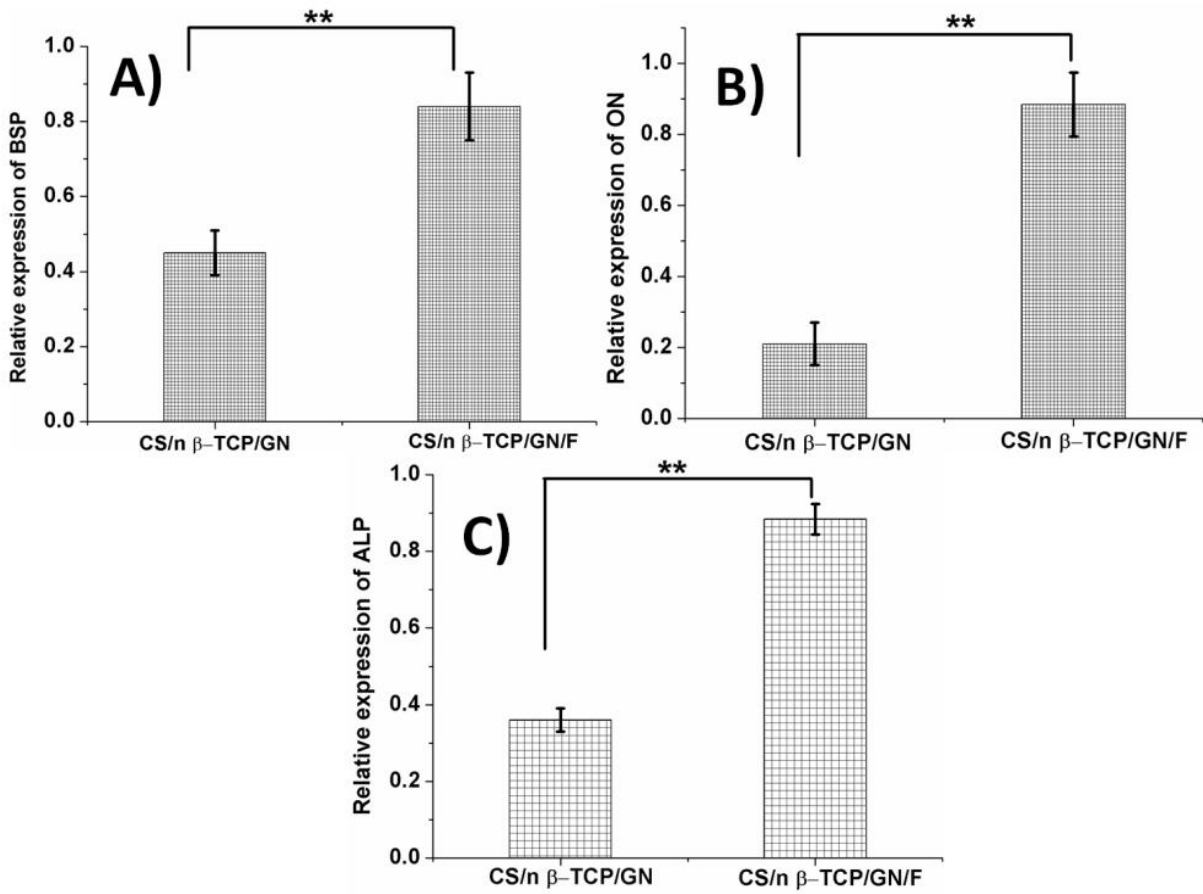 **
A)
Relative expression of BSP
1.0
0.8
0.6
0.4
0.2
0.0
CS/n β–TCP/GN
CS/n β–TCP/GN/F
**
B)
Relative expression of ON
1.0
0.8
0.6
0.4
0.2
0.0
CS/n β–TCP/GN
CS/n β–TCP/GN/F
**
C)
Relative expression of ALP
1.0
0.8
0.6
0.4
0.2
0.0
CS/n β–TCP/GN
CS/n β–TCP/GN/F